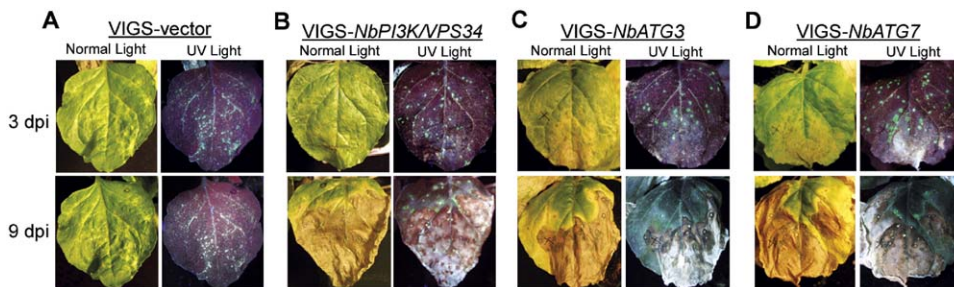 A B C D
VIGS-vector VIGS-NbPI3K/VPS34 VIGS-NbATG3 VIGS-NbATG7
Normal Light UV Light Normal Light UV Light Normal Light UV Light Normal Light UV Light
3 dpi
9 dpi